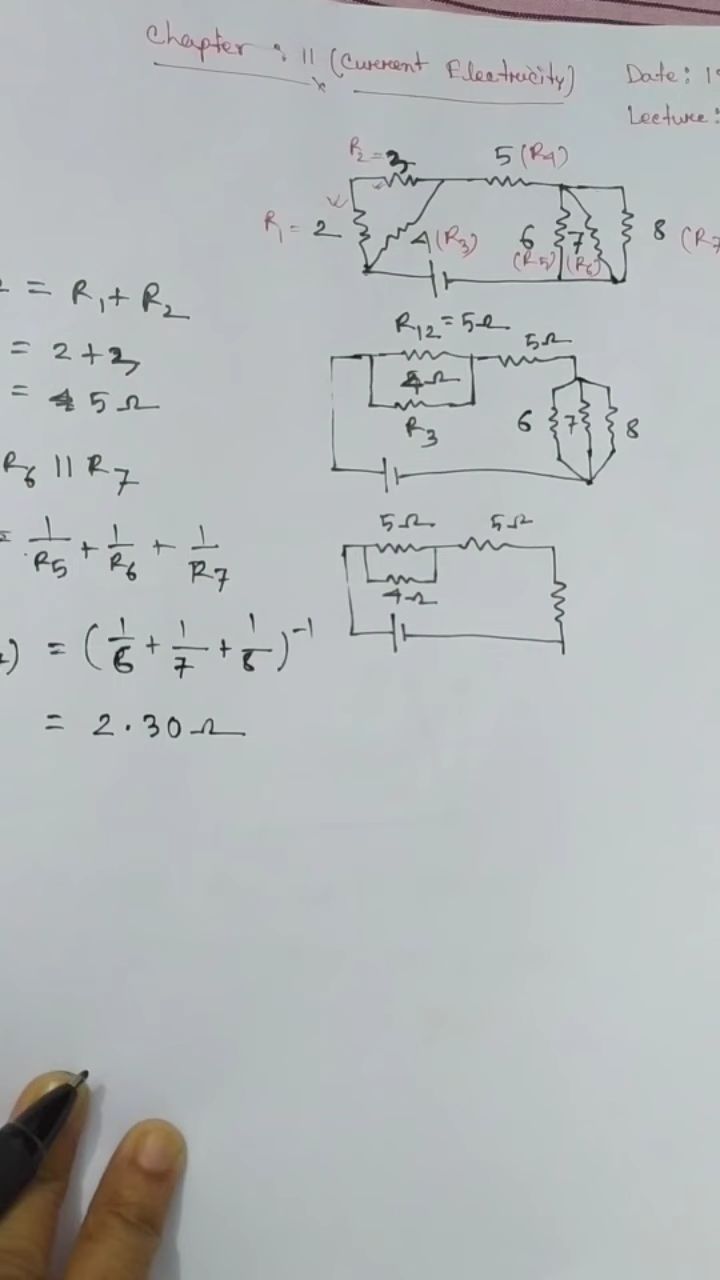 Chapter : 11 (Current Electricity)
Date : 1
Lecture :
R₂ = 3
5 (R4)
R₁ = 2
4 (R3)
6
(R5)
7
(R6)
8 (R7
= R₁ + R₂
= 2 + 3
= 5Ω
R₆ || R₇
= 1/R5 + 1/R6 + 1/R7
= (1/6 + 1/7 + 1/8)⁻¹
= 2.30Ω
R₁₂ = 5Ω
5Ω
4Ω
R₃
6
7
8
5Ω
5Ω
4Ω